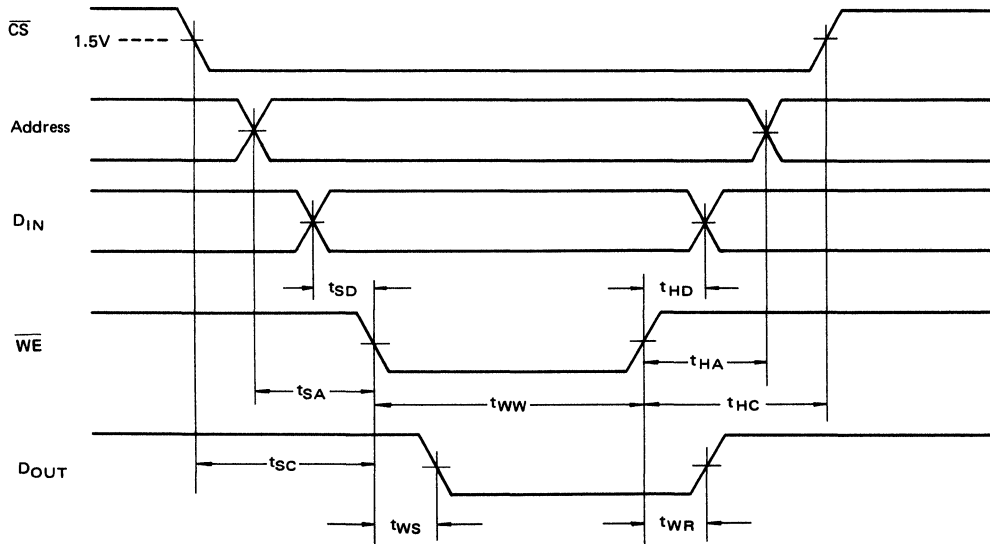 CS
1.5V
Address
DIN
tSD
tHD
WE
tHA
tSA
tWW
tHC
DOUT
tSC
tWS
tWR